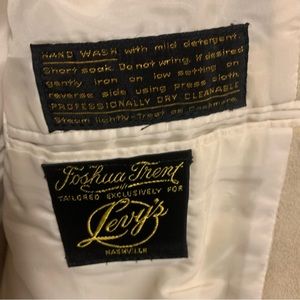 HAND WASH with mild detergent.
Short soak. Do not wring. If desired
gently iron on low setting on
reverse side using press cloth
PROFESSIONALLY DRY CLEANABLE
Steam lightly-Treat as Cashmere
Joshua Trent
TAILORED EXCLUSIVELY FOR
Levy's
NASHVILLE